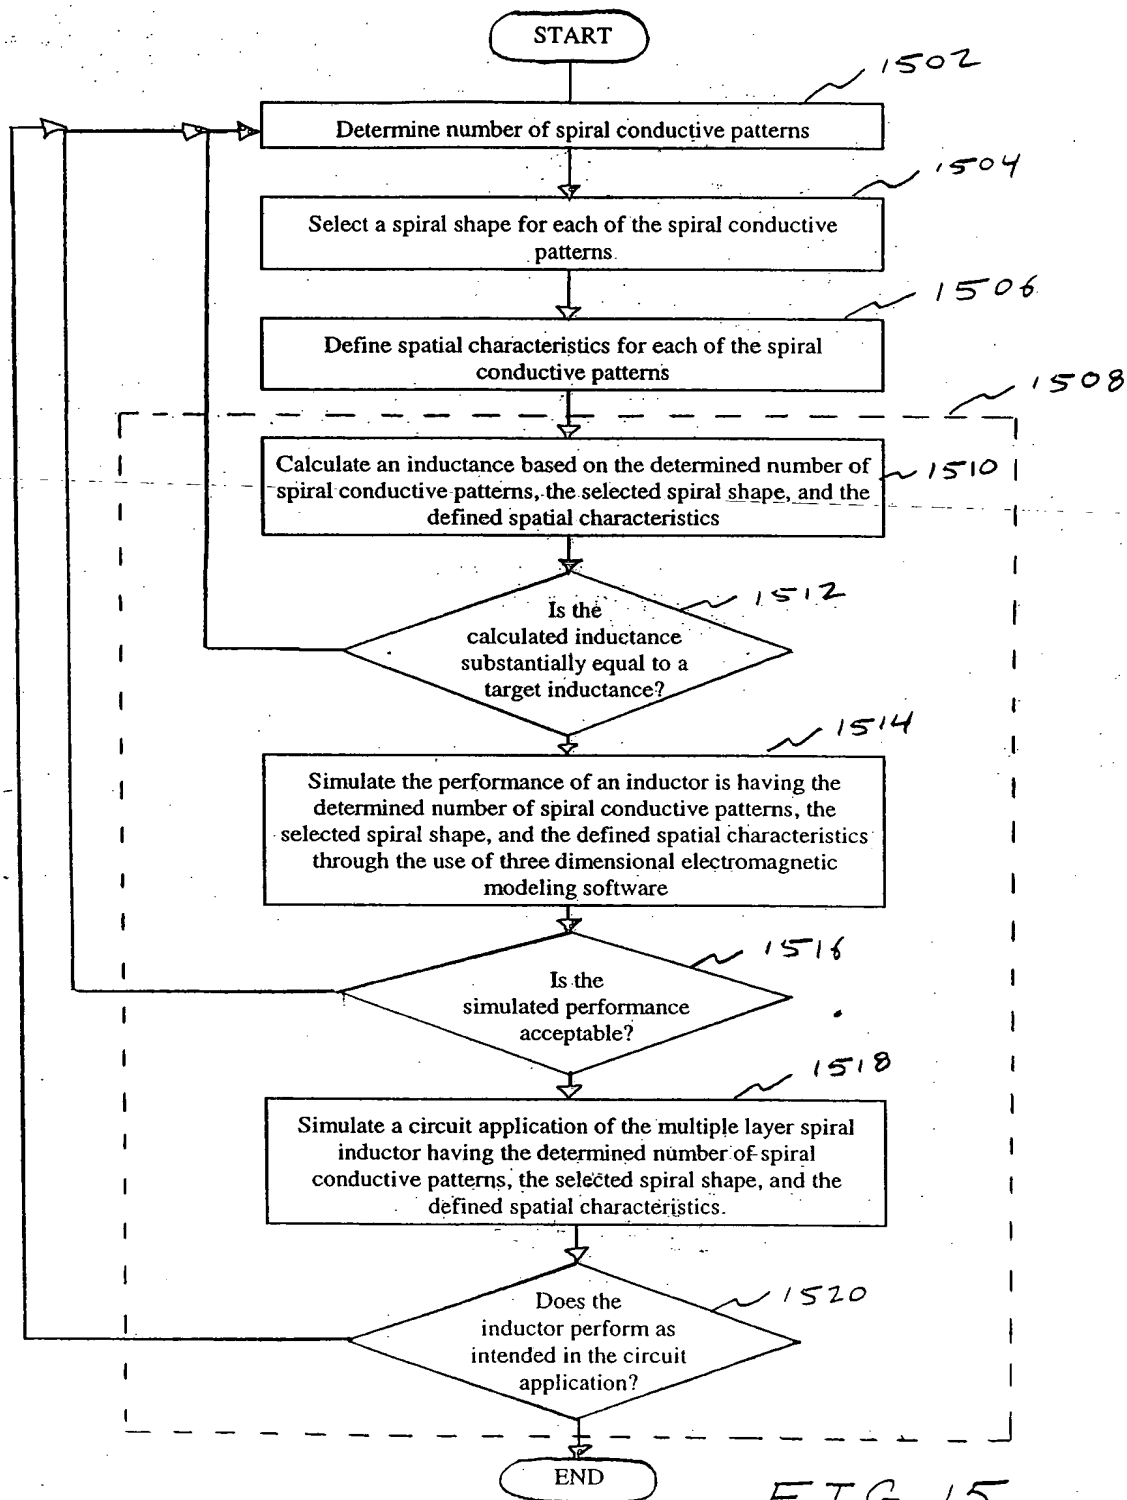 START
1502
Determine number of spiral conductive patterns
1504
Select a spiral shape for each of the spiral conductive
patterns.
1506
Define spatial characteristics for each of the spiral
conductive patterns
1508
Calculate an inductance based on the determined number of
spiral conductive patterns, the selected spiral shape, and the
defined spatial characteristics
1510
Is the
calculated inductance
substantially equal to a
target inductance?
1512
1514
Simulate the performance of an inductor is having the
determined number of spiral conductive patterns, the
selected spiral shape, and the defined spatial characteristics
through the use of three dimensional electromagnetic
modeling software
1516
Is the
simulated performance
acceptable?
1518
Simulate a circuit application of the multiple layer spiral
inductor having the determined number of spiral
conductive patterns, the selected spiral shape, and the
defined spatial characteristics.
1520
Does the
inductor perform as
intended in the circuit
application?
END
FIG 15